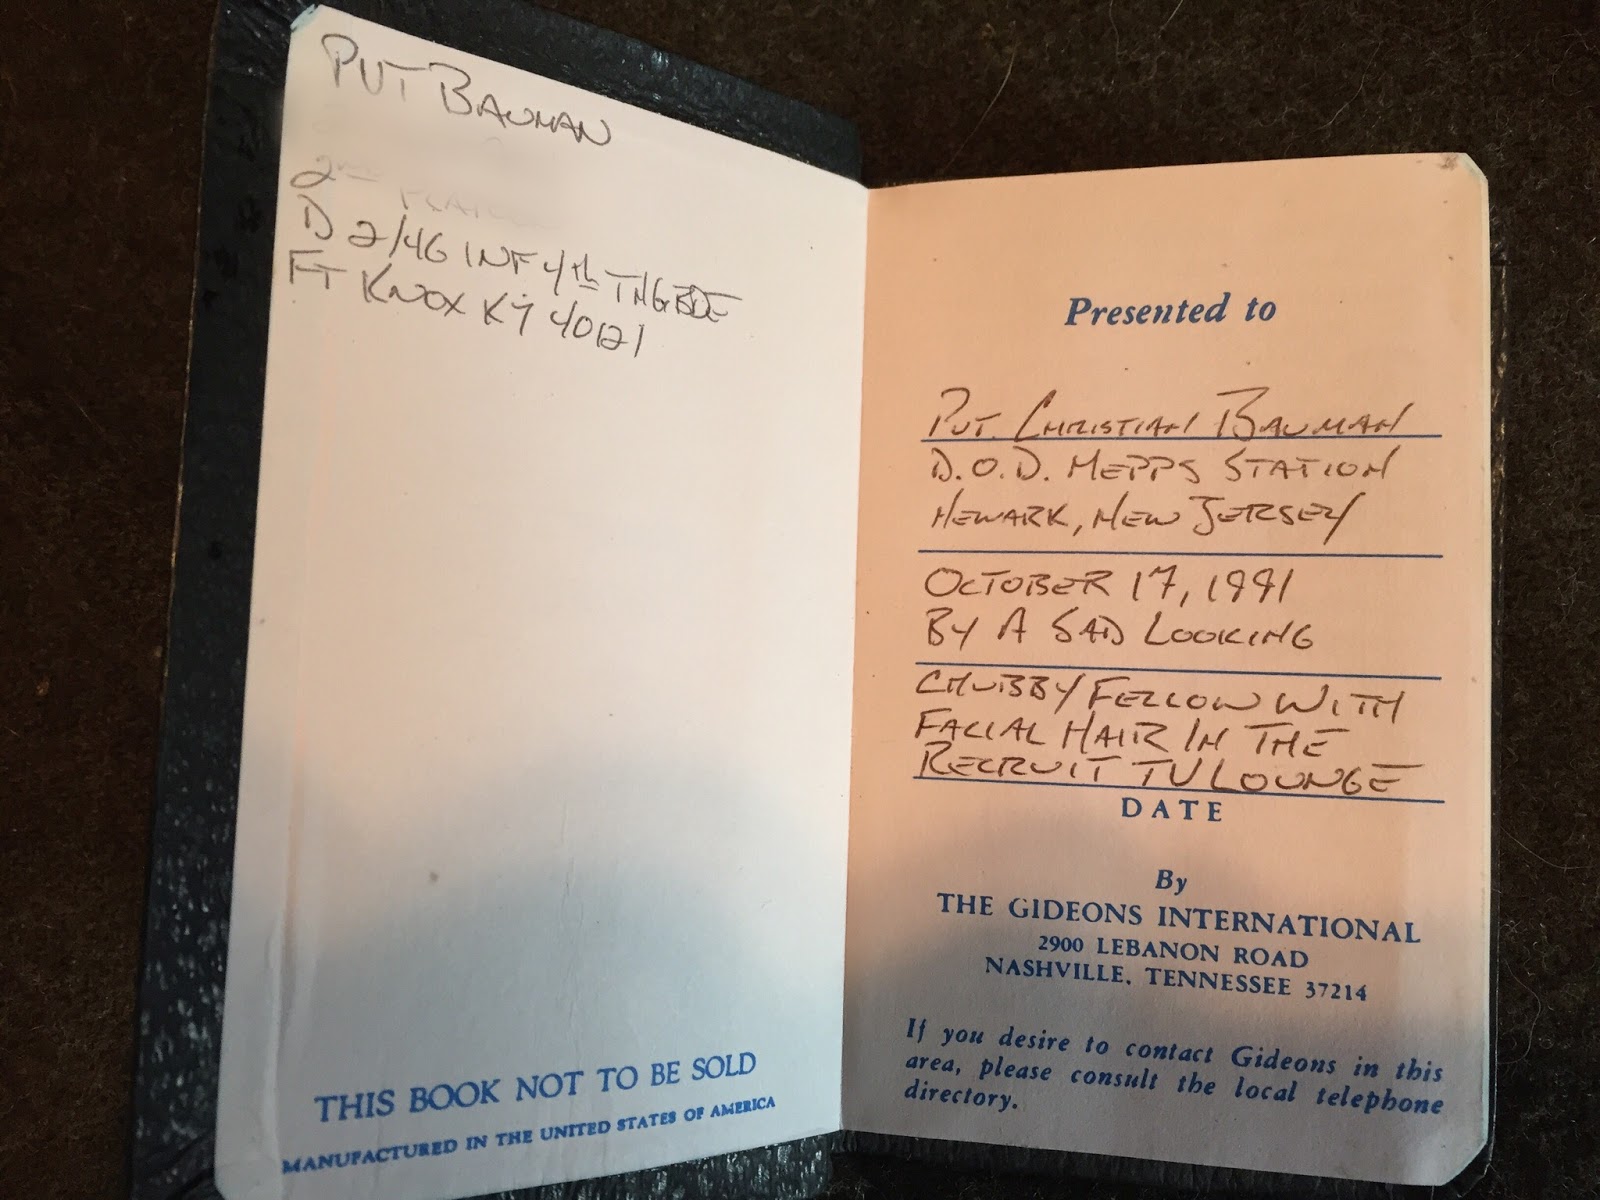 PVT BAUMAN
2ND
D 2/46 INF 4th TNG BDE
FT KNOX KY 40121
THIS BOOK NOT TO BE SOLD
MANUFACTURED IN THE UNITED STATES OF AMERICA
Presented to
PVT. CHRISTIAN BAUMAN
D.O.D. MEPPS STATION
NEWARK, NEW JERSEY
OCTOBER 17, 1991
BY A SAD LOOKING
CHUBBY FELLOW WITH
FACIAL HAIR IN THE
RECRUIT TV LOUNGE
DATE
By
THE GIDEONS INTERNATIONAL
2900 LEBANON ROAD
NASHVILLE, TENNESSEE 37214
If you desire to contact Gideons in this
area, please consult the local telephone
directory.